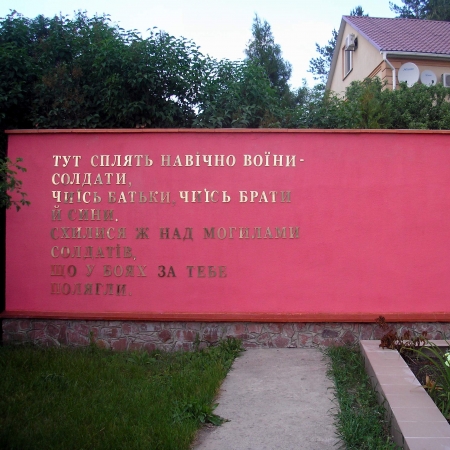 ТУТ СПЛЯТЬ НАВІЧНО ВОЇНИ-
СОЛДАТИ,
ЧИЇСЬ БАТЬКИ, ЧИЇСЬ БРАТИ
Й СИНИ.
СХИЛИСЯ Ж НАД МОГИЛАМИ
СОЛДАТІВ,
ЩО У БОЯХ ЗА ТЕБЕ
ПОЛЯГЛИ.